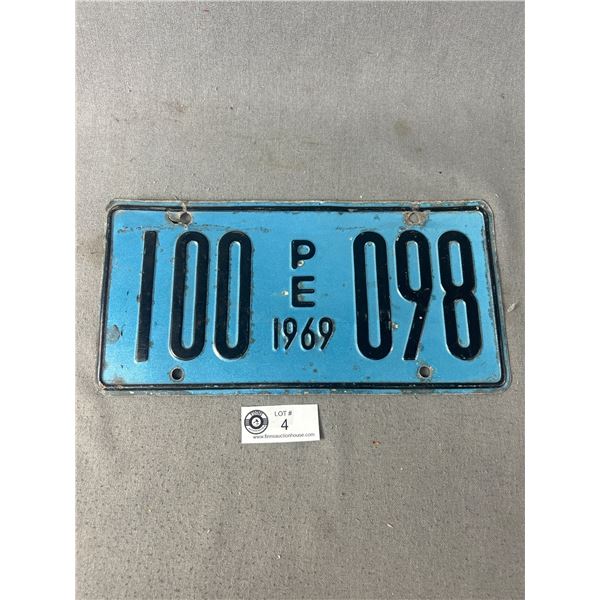 100 P E 1969 098
LOT #
4
www.finnsauctionhouse.com